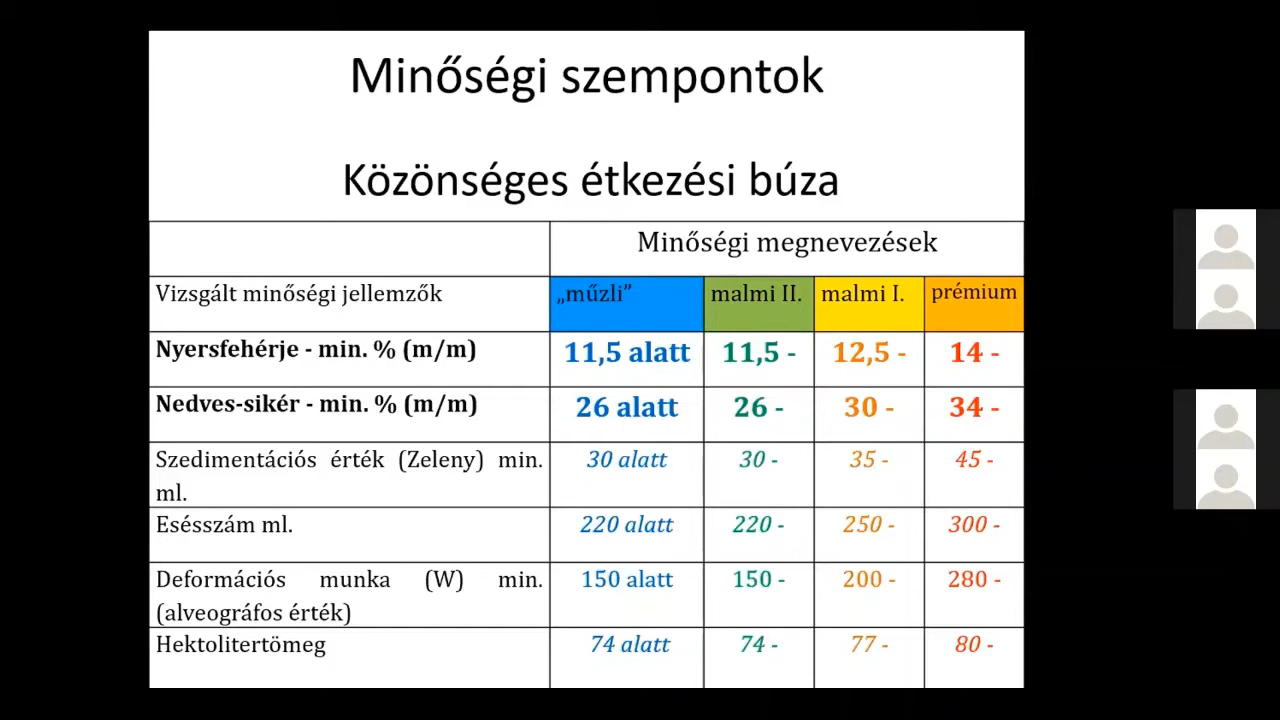 Minőségi szempontok
Közönséges étkezési búza
Minőségi megnevezések
Vizsgált minőségi jellemzők „műzli” malmi II. malmi I. prémium
Nyersfehérje - min. % (m/m) 11,5 alatt 11,5 - 12,5 - 14 -
Nedves-sikér - min. % (m/m) 26 alatt 26 - 30 - 34 -
Szedimentációs érték (Zeleny) min. 30 alatt 30 - 35 - 45 -
ml.
Esésszám ml. 220 alatt 220 - 250 - 300 -
Deformációs munka (W) min. 150 alatt 150 - 200 - 280 -
(alveográfos érték)
Hektolitertömeg 74 alatt 74 - 77 - 80 -